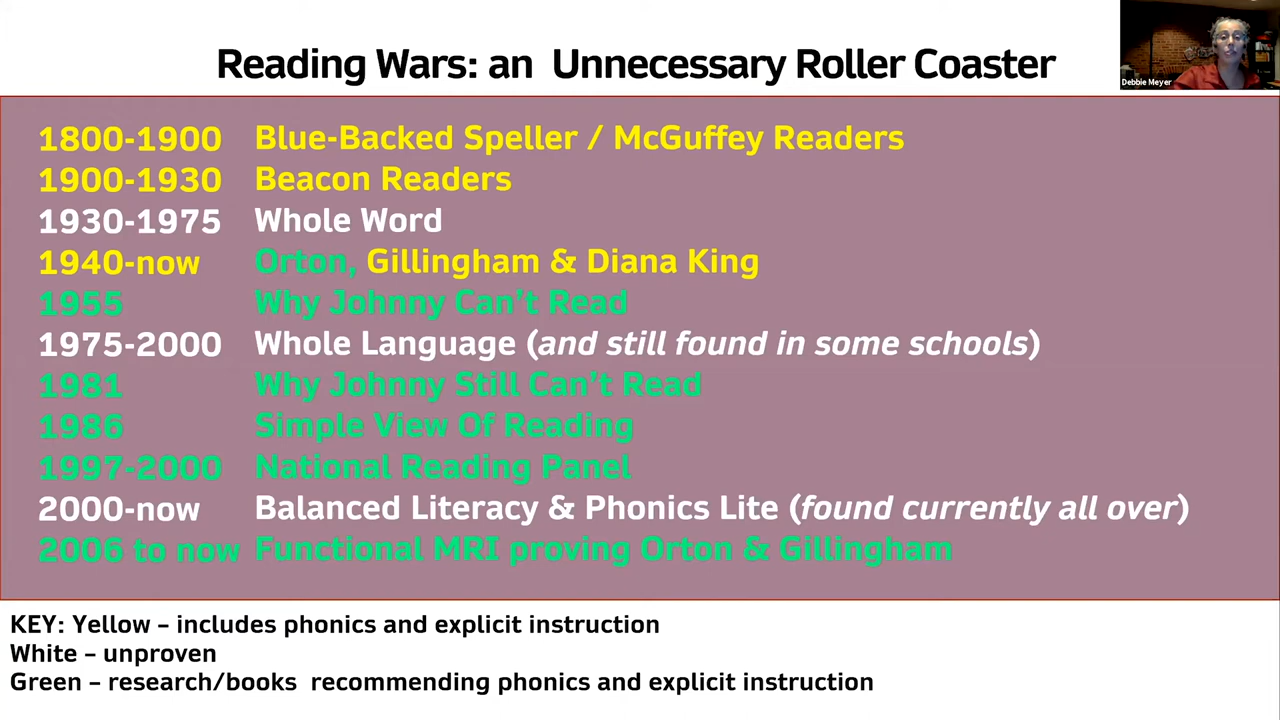 Reading Wars: an Unnecessary Roller Coaster
Debbie Meyer
1800-1900 Blue-Backed Speller / McGuffey Readers
1900-1930 Beacon Readers
1930-1975 Whole Word
1940-now Orton, Gillingham & Diana King
1955 Why Johnny Can't Read
1975-2000 Whole Language (and still found in some schools)
1981 Why Johnny Still Can't Read
1986 Simple View Of Reading
1997-2000 National Reading Panel
2000-now Balanced Literacy & Phonics Lite (found currently all over)
2006 to now Functional MRI proving Orton & Gillingham
KEY: Yellow – includes phonics and explicit instruction
White – unproven
Green – research/books recommending phonics and explicit instruction